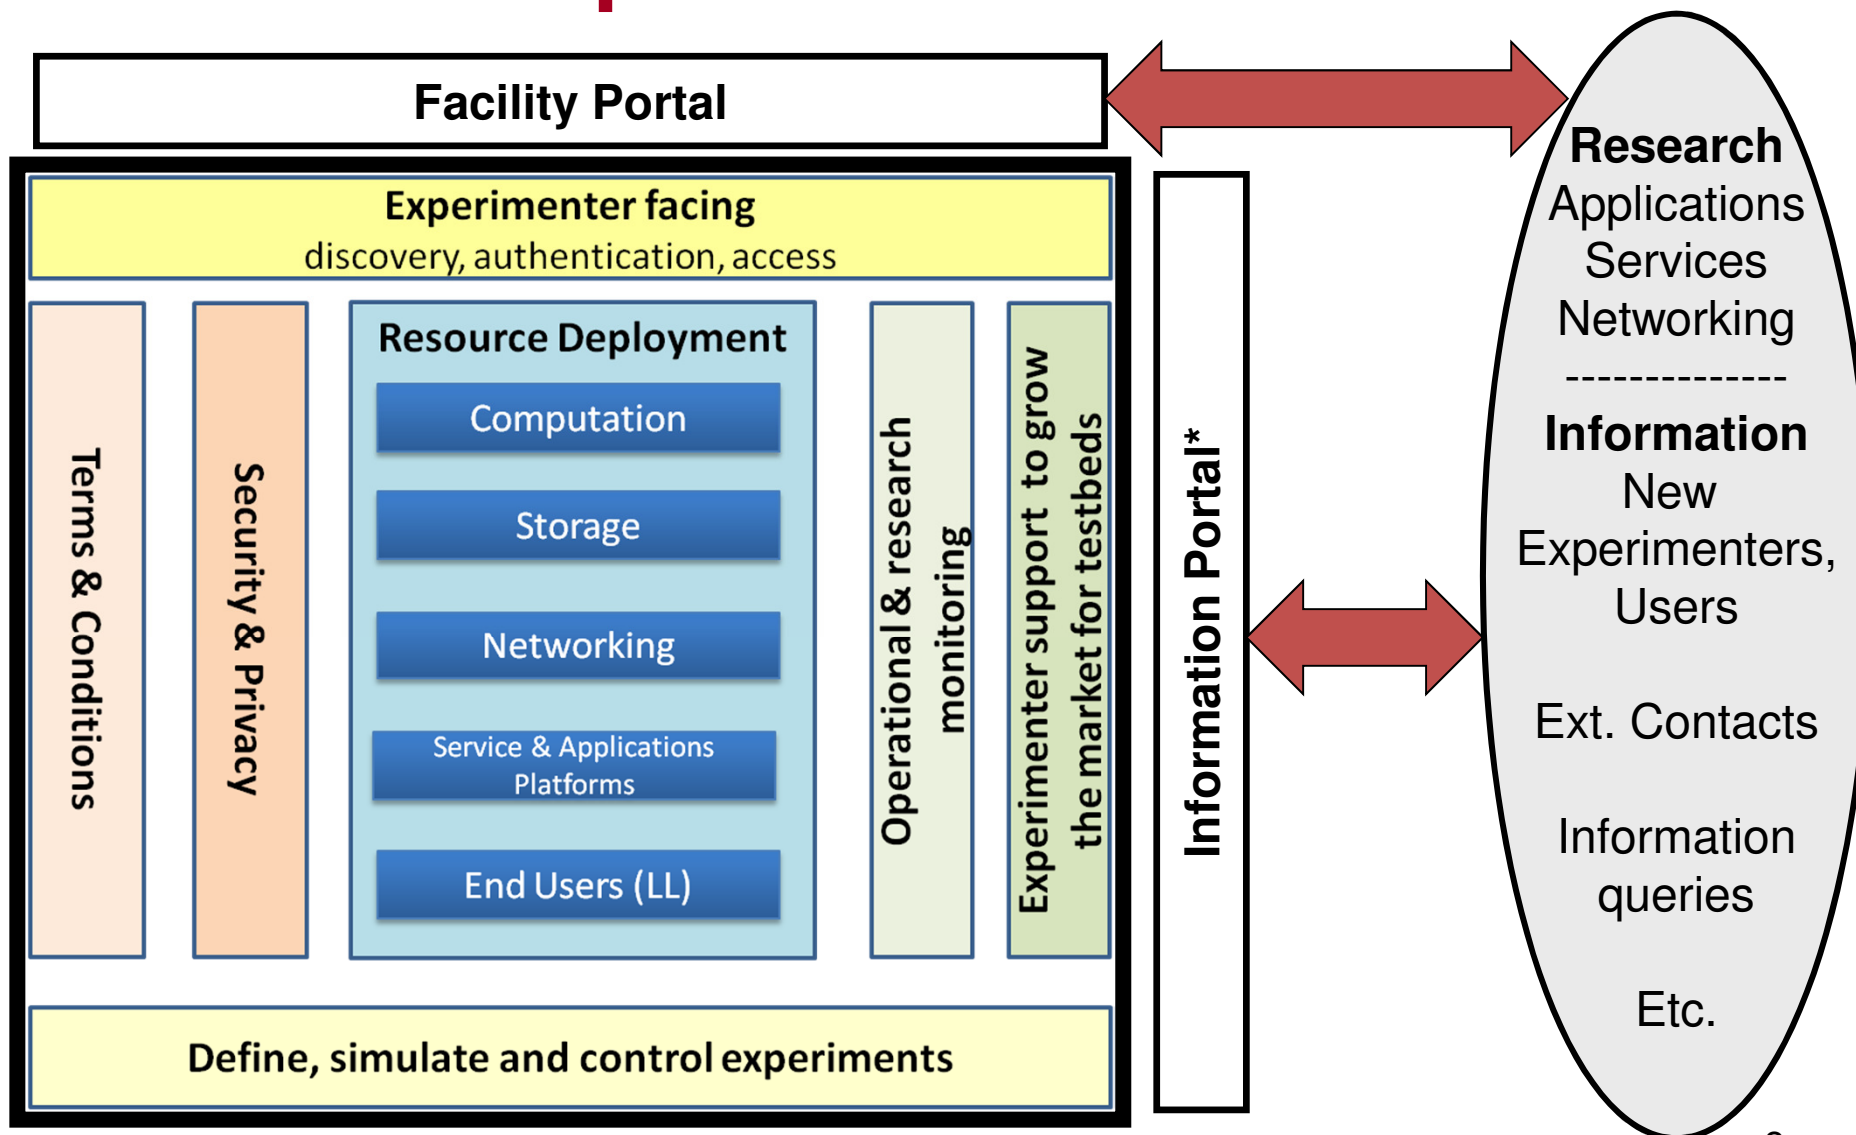 Facility Portal
Experimenter facing
discovery, authentication, access
Terms & Conditions
Security & Privacy
Resource Deployment
Computation
Storage
Networking
Service & Applications
Platforms
End Users (LL)
Operational & research
monitoring
Experimenter support to grow
the market for testbeds
Define, simulate and control experiments
Information Portal*
Research
Applications
Services
Networking
--------------
Information
New
Experimenters,
Users
Ext. Contacts
Information
queries
Etc.